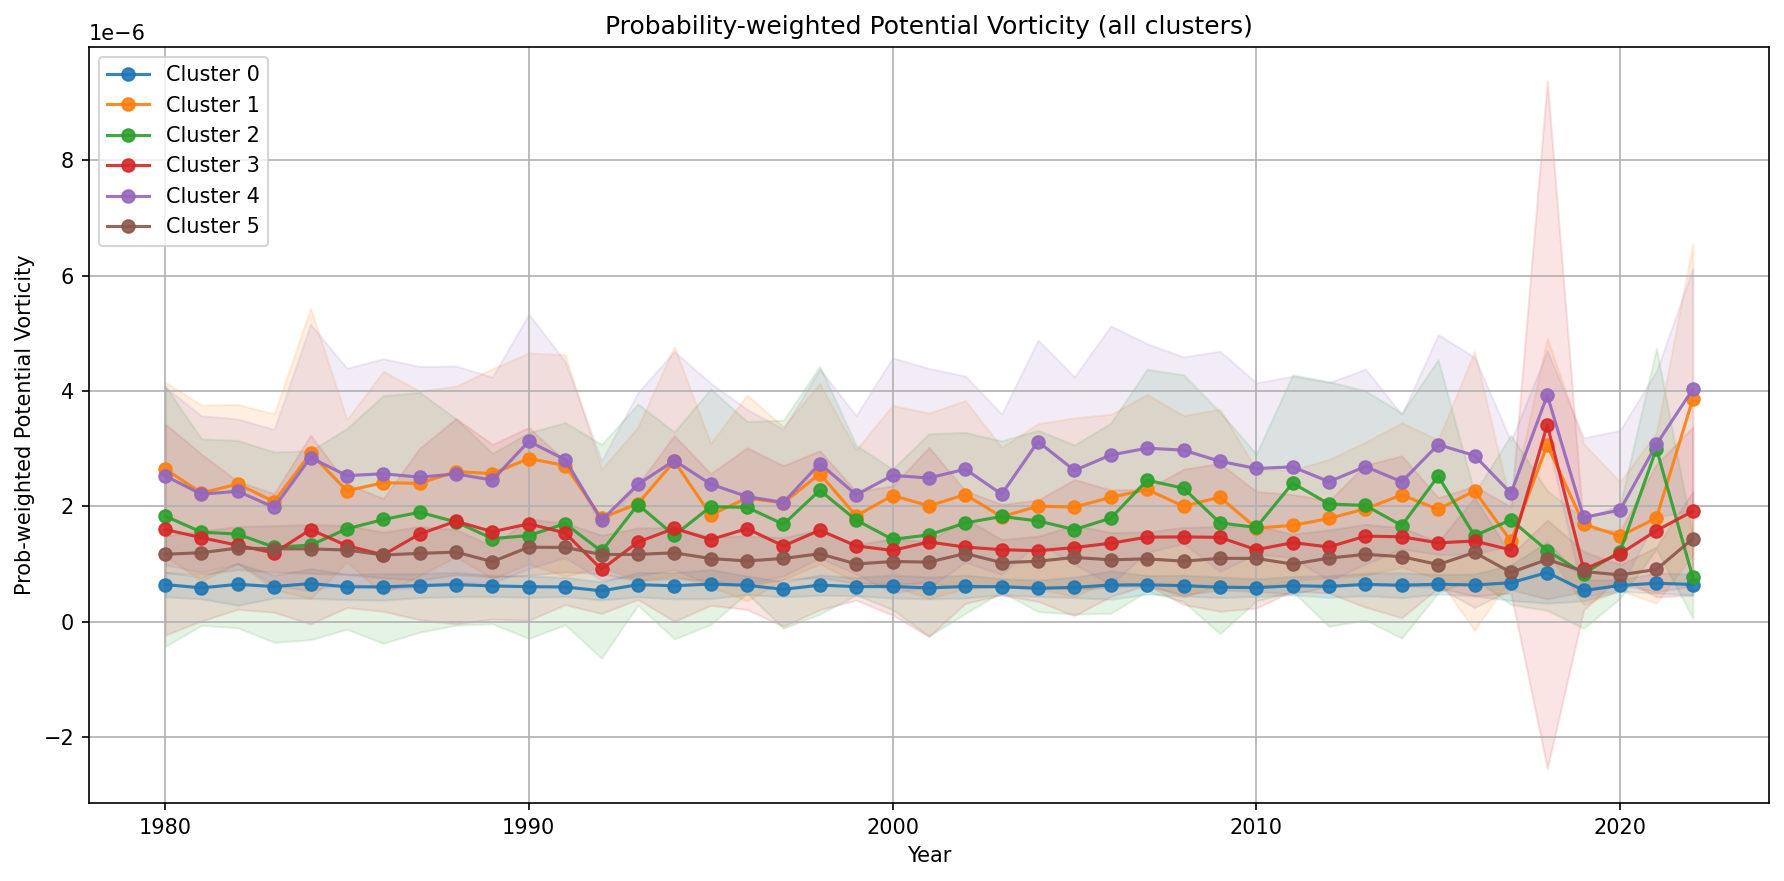 Probability-weighted Potential Vorticity (all clusters)
1e−6
Cluster 0
Cluster 1
Cluster 2
Cluster 3
Cluster 4
Cluster 5
8
6
4
2
0
−2
Prob-weighted Potential Vorticity
1980 1990 2000 2010 2020
Year